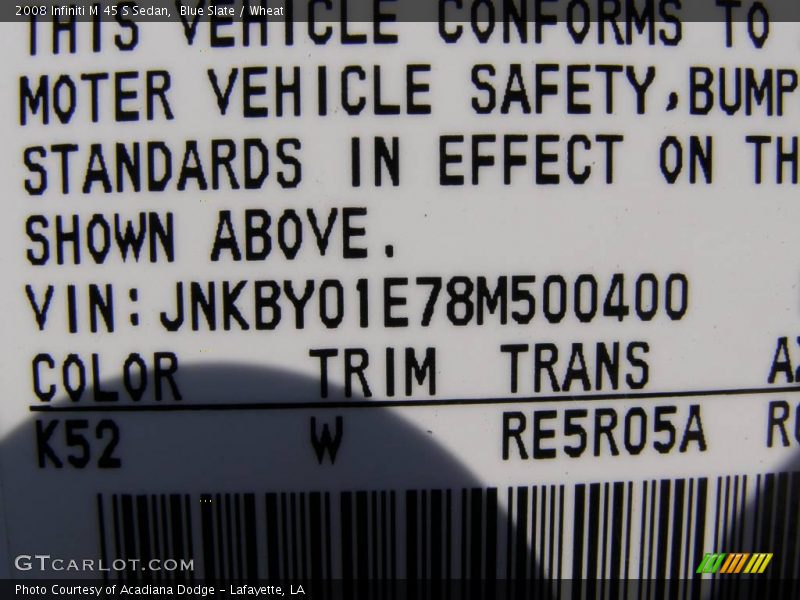 2008 Infiniti M 45 S Sedan, Blue Slate / Wheat
THIS VEHICLE CONFORMS TO
MOTER VEHICLE SAFETY, BUMP
STANDARDS IN EFFECT ON TH
SHOWN ABOVE.
VIN: JNKBY01E78M500400
COLOR TRIM TRANS
K52 W RE5R05A
GTCARLOT.COM
Photo Courtesy of Acadiana Dodge - Lafayette, LA